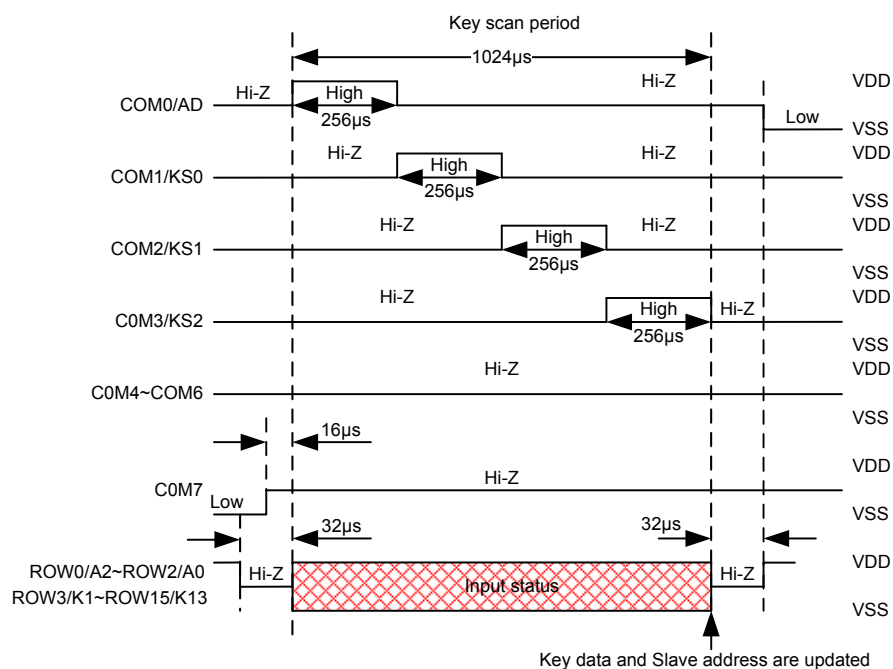 Key scan period
1024µs
COM0/AD Hi-Z High 256µs Hi-Z Low VDD VSS
COM1/KS0 Hi-Z High 256µs Hi-Z VDD VSS
COM2/KS1 Hi-Z High 256µs Hi-Z VDD VSS
C0M3/KS2 Hi-Z High 256µs Hi-Z VDD VSS
C0M4~COM6 Hi-Z VDD VSS
16µs
C0M7 Low Hi-Z VDD VSS
32µs 32µs
ROW0/A2~ROW2/A0 Hi-Z Input status Hi-Z VDD
ROW3/K1~ROW15/K13 VSS
Key data and Slave address are updated